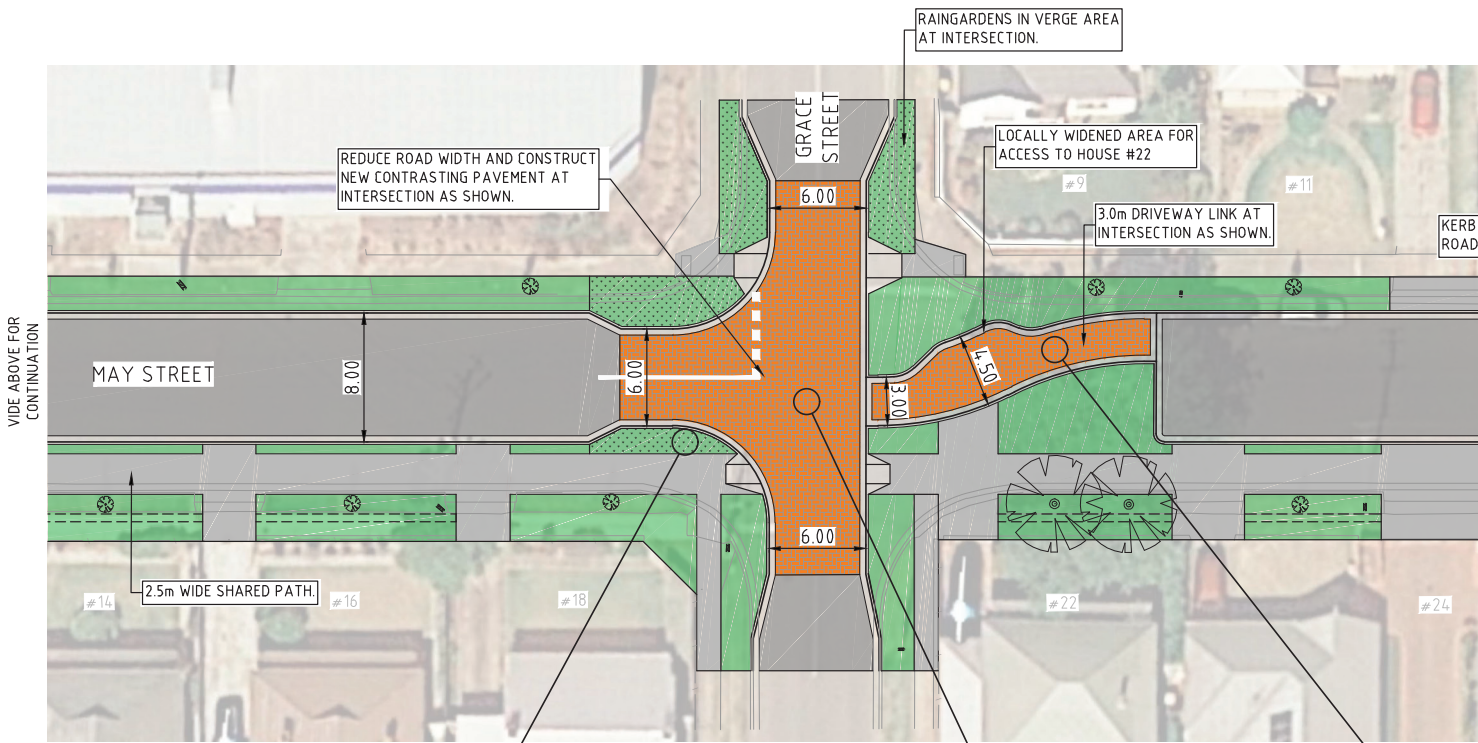 RAINGARDENS IN VERGE AREA
AT INTERSECTION.
GRACE
STREET
LOCALLY WIDENED AREA FOR
ACCESS TO HOUSE #22
REDUCE ROAD WIDTH AND CONSTRUCT
NEW CONTRASTING PAVEMENT AT
INTERSECTION AS SHOWN.
#9
#11
6.00
3.0m DRIVEWAY LINK AT
INTERSECTION AS SHOWN.
KERB
ROAD
VIDE ABOVE FOR
CONTINUATION
MAY STREET
8.00
6.00
3.00
4.50
6.00
2.5m WIDE SHARED PATH.
#14
#16
#18
#22
#24